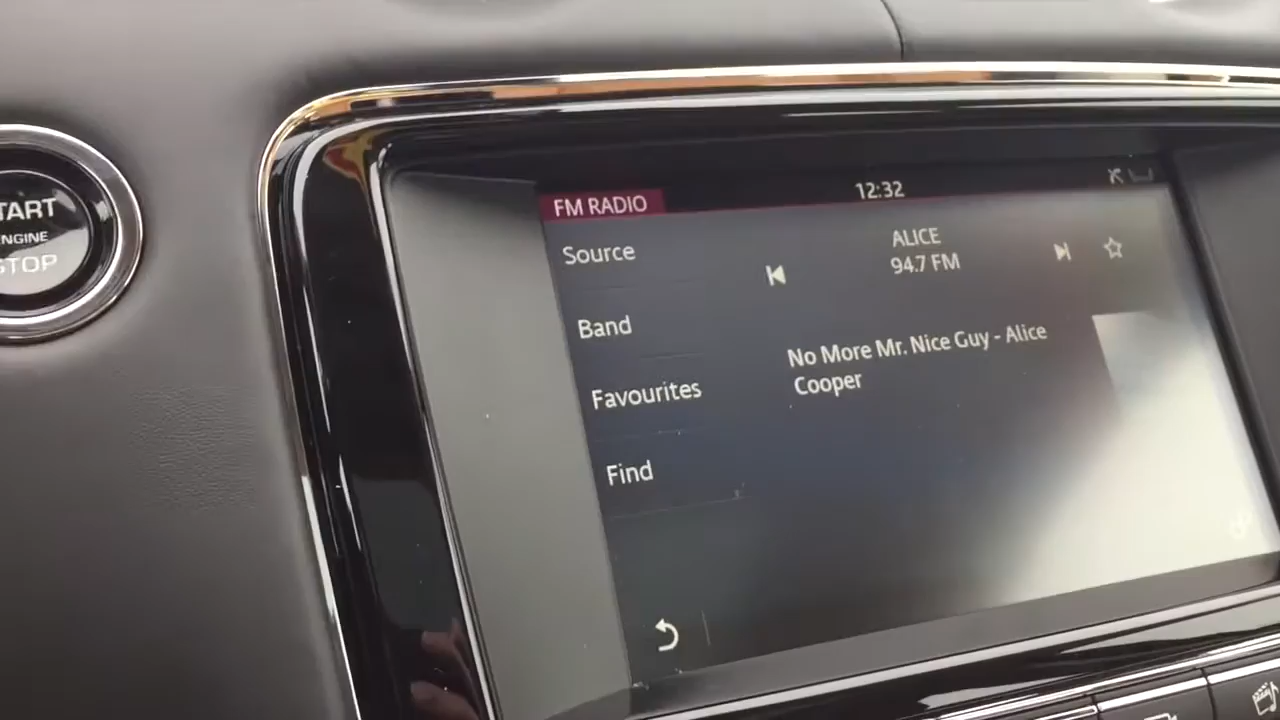 TART
ENGINE
STOP
FM RADIO
12:32
Source
ALICE
94.7 FM
Band
No More Mr. Nice Guy - Alice
Cooper
Favourites
Find